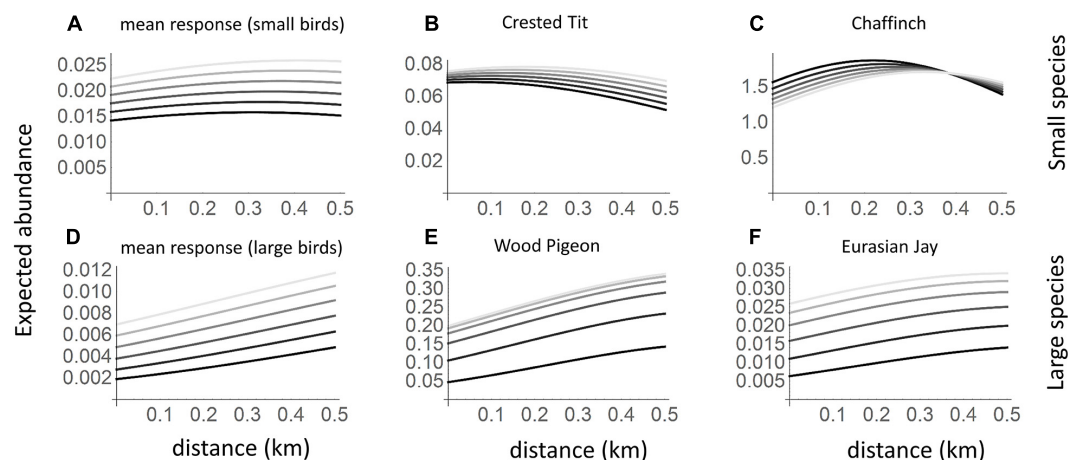 A mean response (small birds)
0.025
0.020
0.015
0.010
0.005
0.1 0.2 0.3 0.4 0.5
B Crested Tit
0.08
0.06
0.04
0.02
0.1 0.2 0.3 0.4 0.5
C Chaffinch
1.5
1.0
0.5
0.1 0.2 0.3 0.4 0.5
Small species
Expected abundance
D mean response (large birds)
0.012
0.010
0.008
0.006
0.004
0.002
0.1 0.2 0.3 0.4 0.5
distance (km)
E Wood Pigeon
0.35
0.30
0.25
0.20
0.15
0.10
0.05
0.1 0.2 0.3 0.4 0.5
distance (km)
F Eurasian Jay
0.035
0.030
0.025
0.020
0.015
0.010
0.005
0.1 0.2 0.3 0.4 0.5
distance (km)
Large species